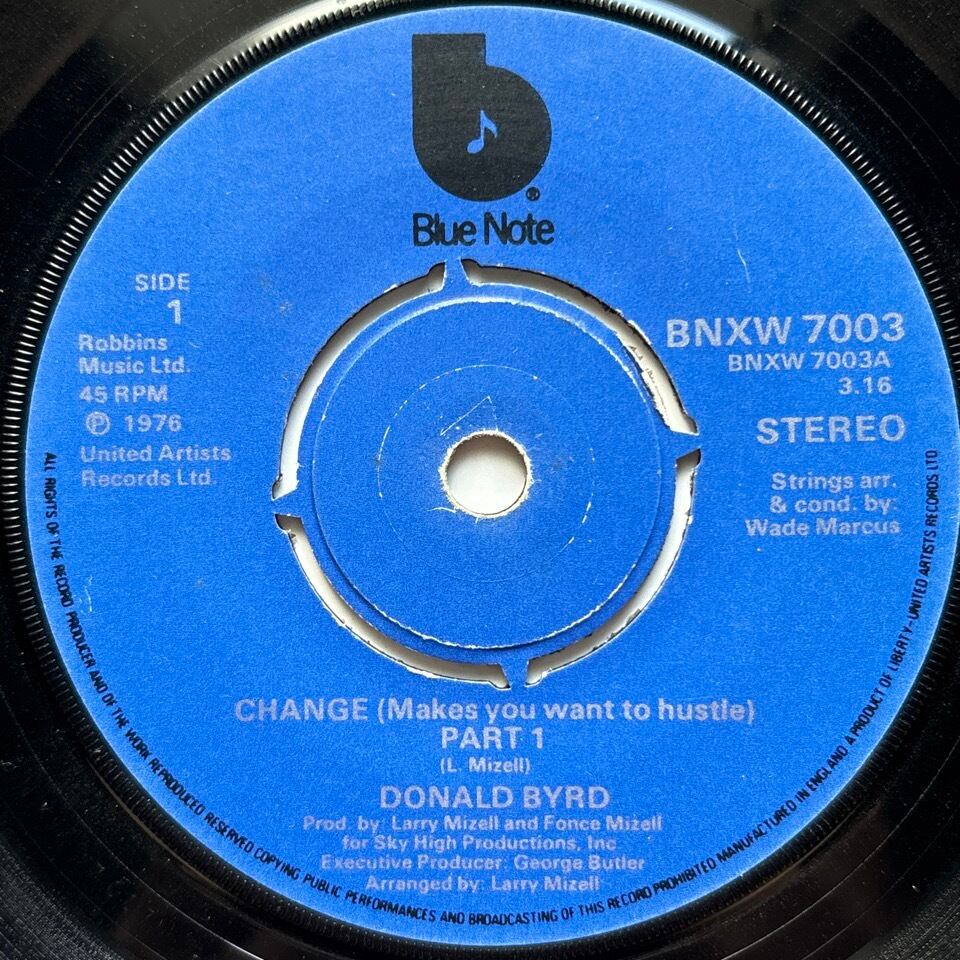 b
®
Blue Note
SIDE
1
Robbins
Music Ltd.
45 RPM
Ⓟ 1976
United Artists
Records Ltd.
BNXW 7003
BNXW 7003A
3.16
STEREO
Strings arr.
& cond. by:
Wade Marcus
CHANGE (Makes you want to hustle)
PART 1
(L. Mizell)
DONALD BYRD
Prod. by: Larry Mizell and Fonce Mizell
for Sky High Productions, Inc
Executive Producer: George Butler
Arranged by: Larry Mizell
ALL RIGHTS OF THE RECORD PRODUCER AND OF THE WORK REPRODUCED RESERVED COPYING PUBLIC PERFORMANCES AND BROADCASTING OF THIS RECORD PROHIBITED MANUFACTURED IN ENGLAND A PRODUCT OF LIBERTY-UNITED ARTISTS RECORDS LTD